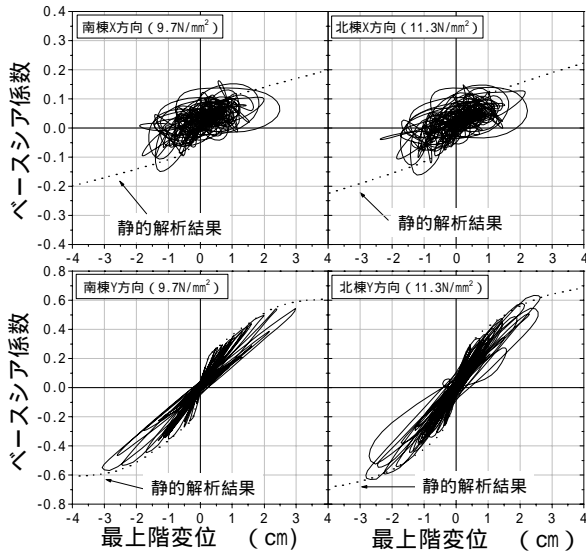 南棟X方向(9.7N/mm²)
北棟X方向(11.3N/mm²)
ベースシア係数
0.4
0.3
0.2
0.1
0.0
-0.1
-0.2
0.3
0.4
静的解析結果
静的解析結果
-4 -3 -2 -1 0 1 2 3 4
-4 -3 -2 -1 0 1 2 3 4
南棟Y方向(9.7N/mm²)
北棟Y方向(11.3N/mm²)
ベースシア係数
0.8
0.6
0.4
0.2
0.0
-0.2
-0.4
-0.6
-0.8
静的解析結果
静的解析結果
-4 -3 -2 -1 0 1 2 3 -4 -3 -2 -1 0 1 2 3 4
最上階変位 (cm)
最上階変位 (cm)